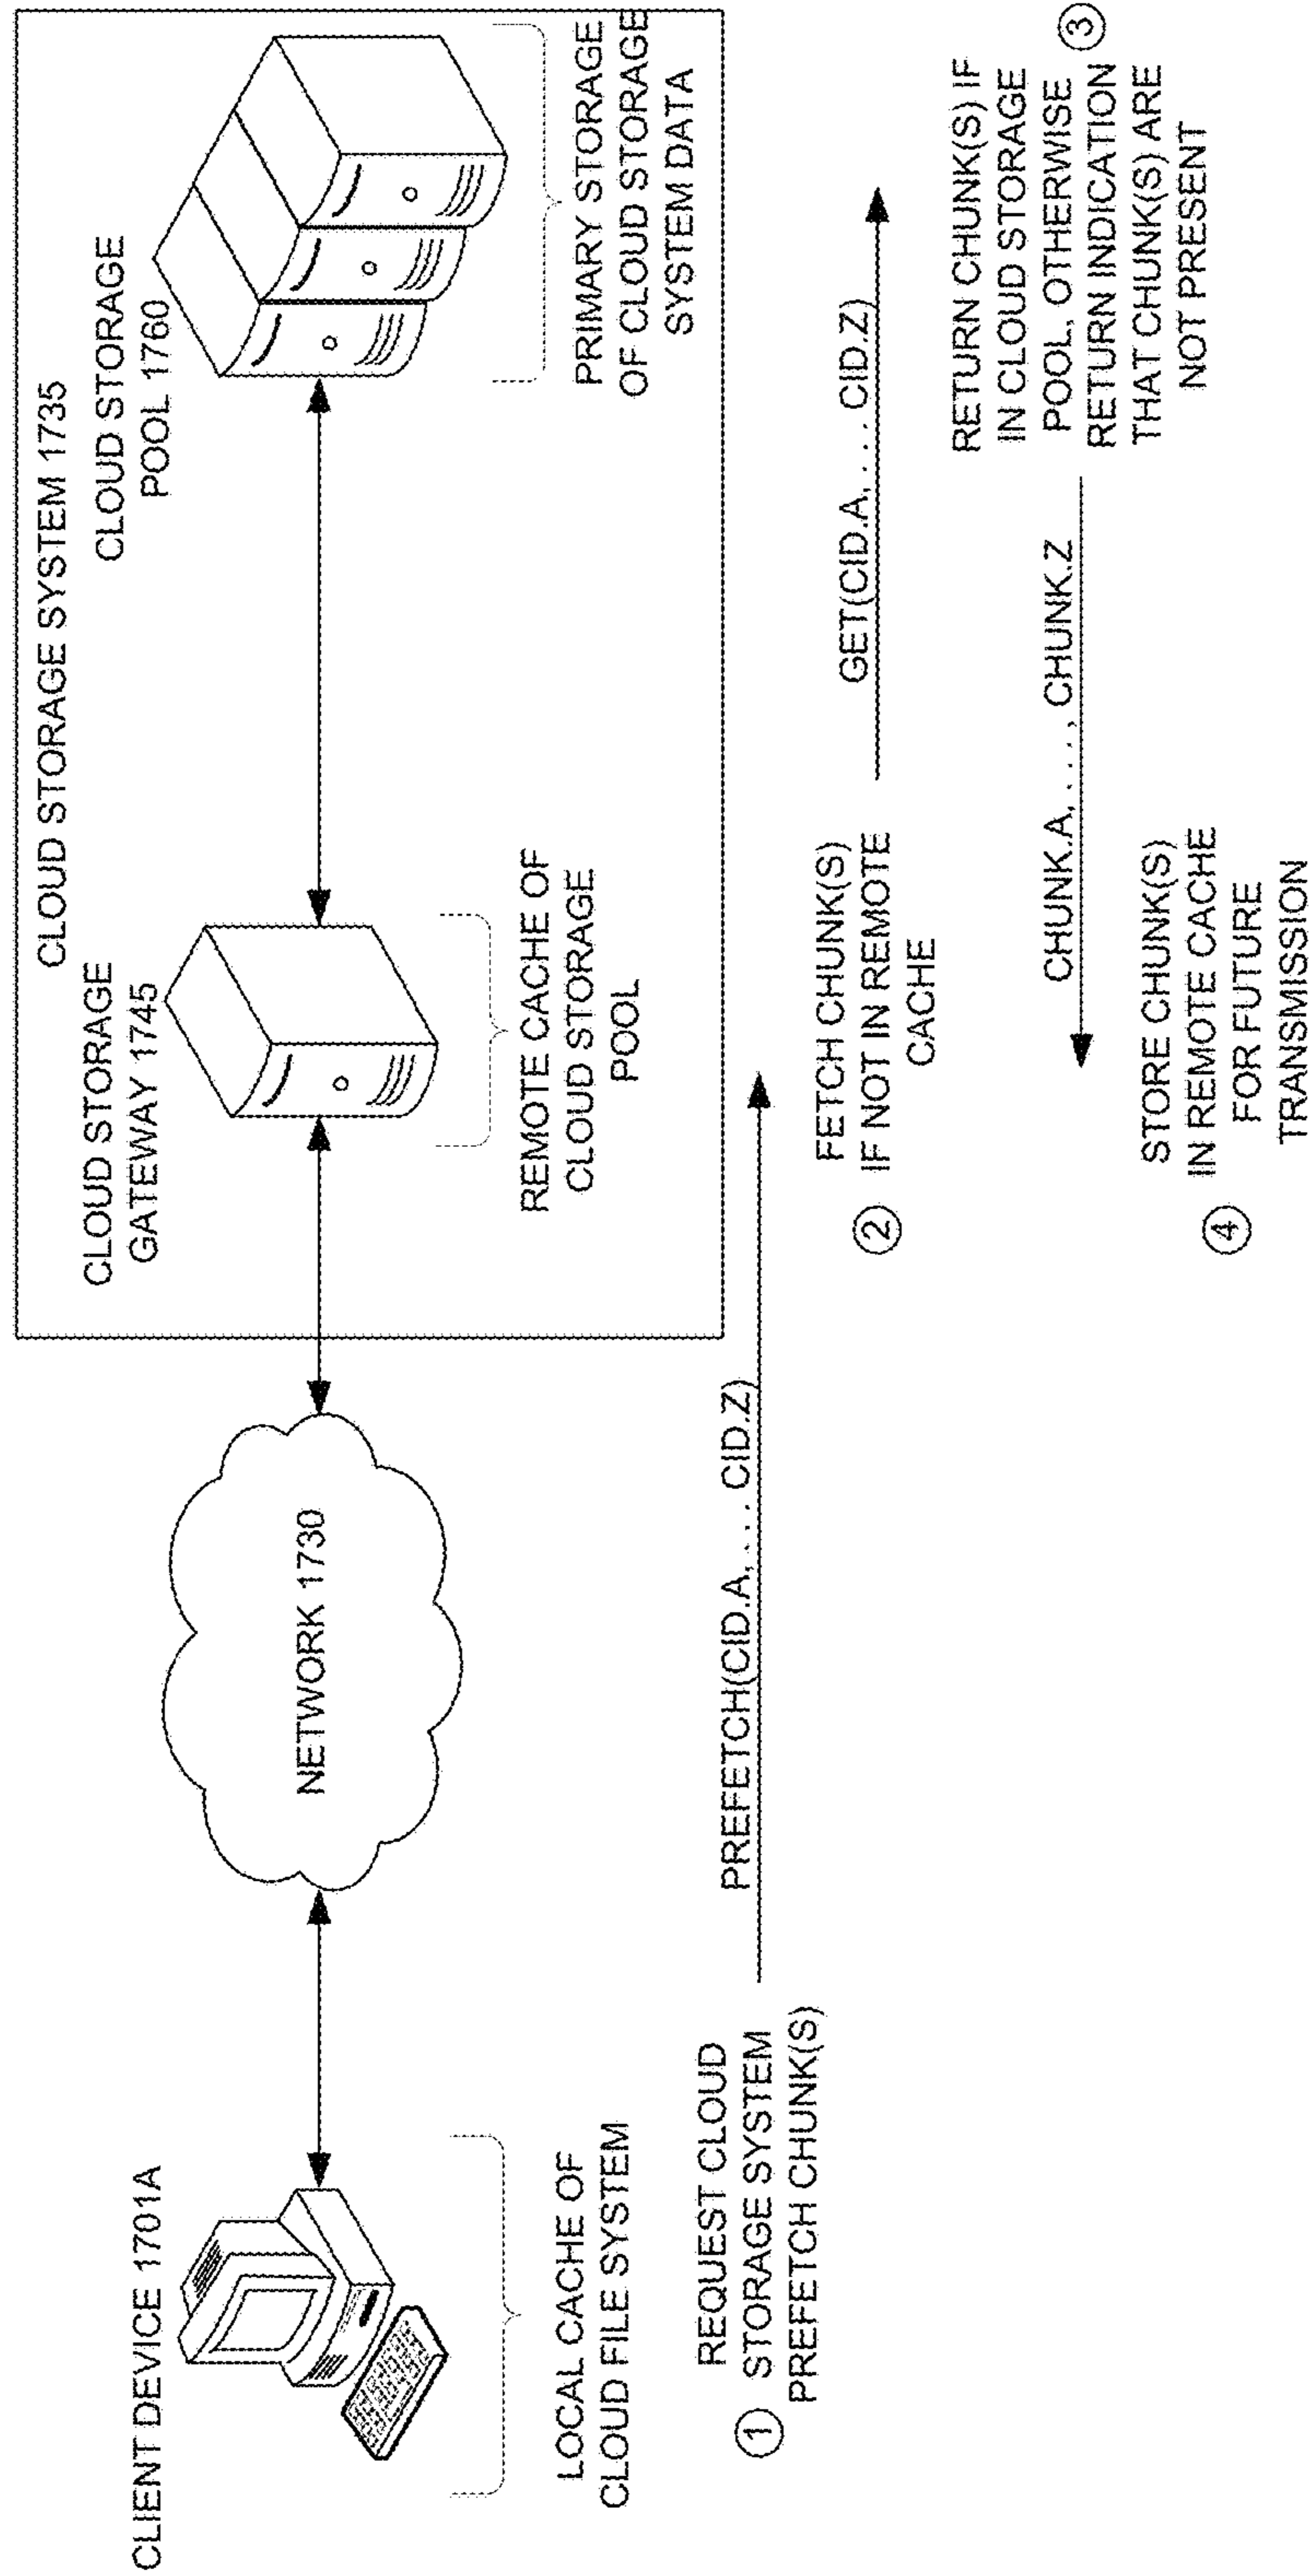 CLOUD STORAGE SYSTEM 1735
CLIENT DEVICE 1701A
CLOUD STORAGE
GATEWAY 1745
CLOUD STORAGE
POOL 1760
NETWORK 1730
LOCAL CACHE OF
CLOUD FILE SYSTEM
REMOTE CACHE OF
CLOUD STORAGE
POOL
PRIMARY STORAGE
OF CLOUD STORAGE
SYSTEM DATA
1
REQUEST CLOUD
STORAGE SYSTEM
PREFETCH CHUNK(S)
PREFETCH(CID.A, . . . CID.Z)
2
FETCH CHUNK(S)
IF NOT IN REMOTE
CACHE
GET(CID.A, . . . CID.Z)
3
RETURN CHUNK(S) IF
IN CLOUD STORAGE
POOL, OTHERWISE
RETURN INDICATION
THAT CHUNK(S) ARE
NOT PRESENT
CHUNK.A, . . . , CHUNK.Z
4
STORE CHUNK(S)
IN REMOTE CACHE
FOR FUTURE
TRANSMISSION